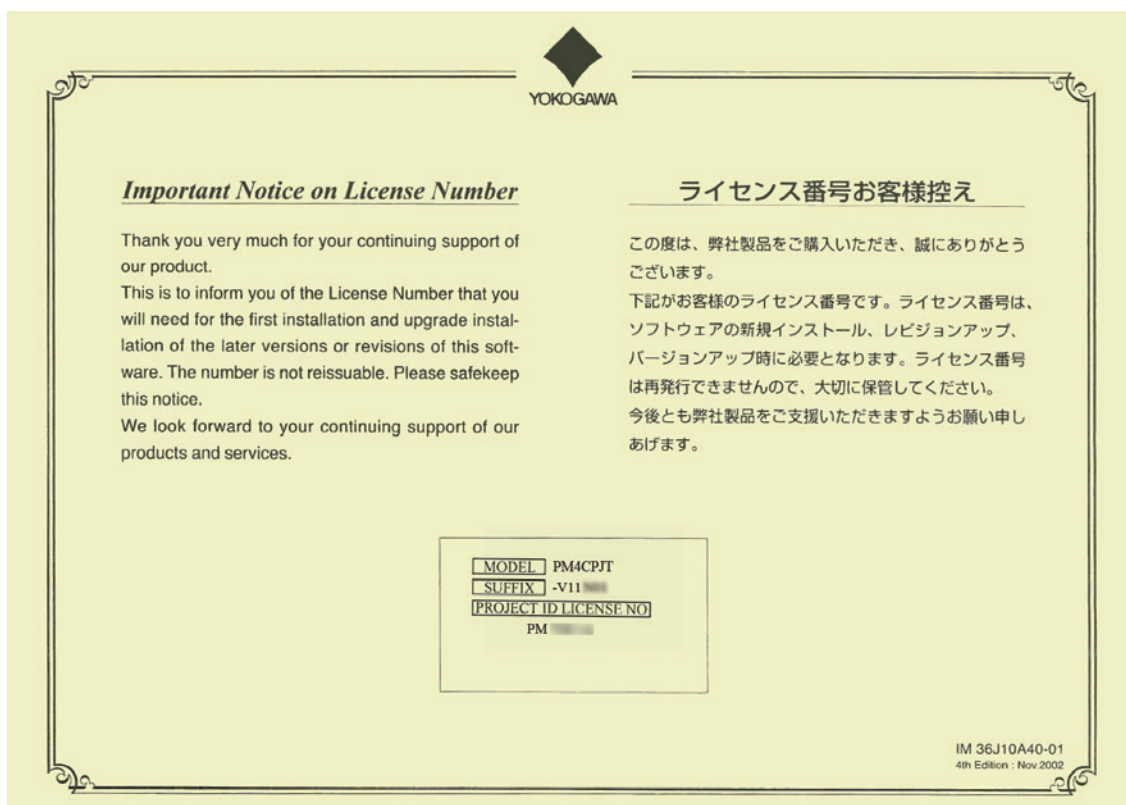 YOKOGAWA
Important Notice on License Number
Thank you very much for your continuing support of
our product.
This is to inform you of the License Number that you
will need for the first installation and upgrade instal-
lation of the later versions or revisions of this soft-
ware. The number is not reissuable. Please safekeep
this notice.
We look forward to your continuing support of our
products and services.
ライセンス番号お客様控え
この度は、弊社製品をご購入いただき、誠にありがとう
ございます。
下記がお客様のライセンス番号です。ライセンス番号は、
ソフトウェアの新規インストール、レビジョンアップ、
バージョンアップ時に必要となります。ライセンス番号
は再発行できませんので、大切に保管してください。
今後とも弊社製品をご支援いただきますようお願い申し
あげます。
MODEL PM4CPJT
SUFFIX -V11
PROJECT ID LICENSE NO
PM
IM 36J10A40-01
4th Edition : Nov.2002